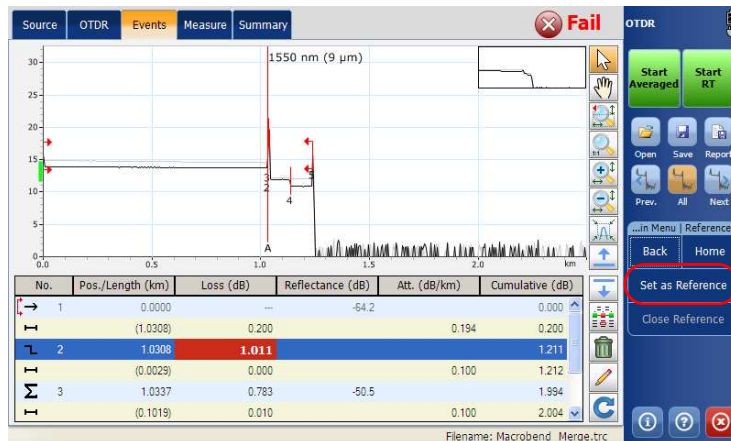 Source OTDR Events Measure Summary Fail OTDR
1550 nm (9 µm)
30
25
20
15
10
5
0
3
2
4
5
A
0.0 0.5 1.0 1.5 2.0 km
Start Averaged Start RT
Open Save Report
1:1
Prev. All Next
...in Menu | Reference
Back Home
Set as Reference
Close Reference
No. Pos./Length (km) Loss (dB) Reflectance (dB) Att. (dB/km) Cumulative (dB)
1 0.0000 --- -64.2 0.000
(1.0308) 0.200 0.194 0.200
2 1.0308 1.011 1.211
(0.0029) 0.000 0.100 1.212
3 1.0337 0.783 -50.5 1.994
(0.1019) 0.010 0.100 2.004
Filename: Macrobend_Merge.trc